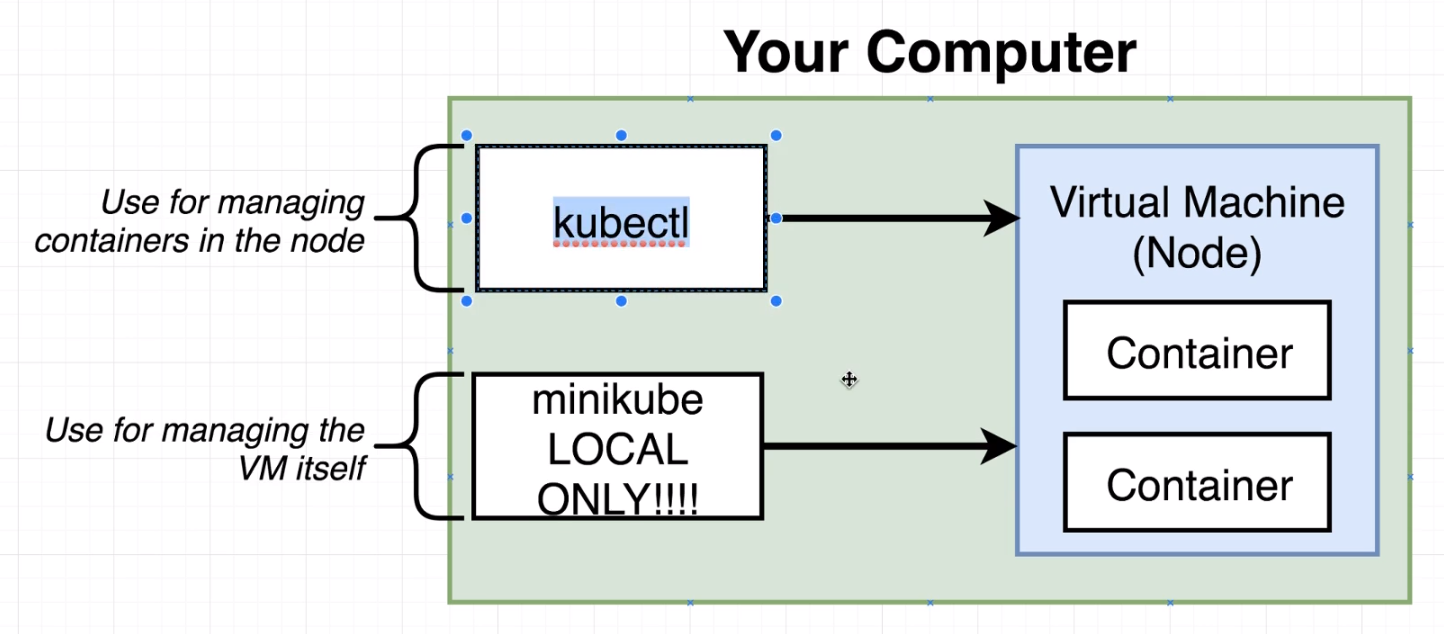 Your Computer
Use for managing
containers in the node
kubectl
Virtual Machine
(Node)
Container
Use for managing the
VM itself
minikube
LOCAL
ONLY!!!!
Container